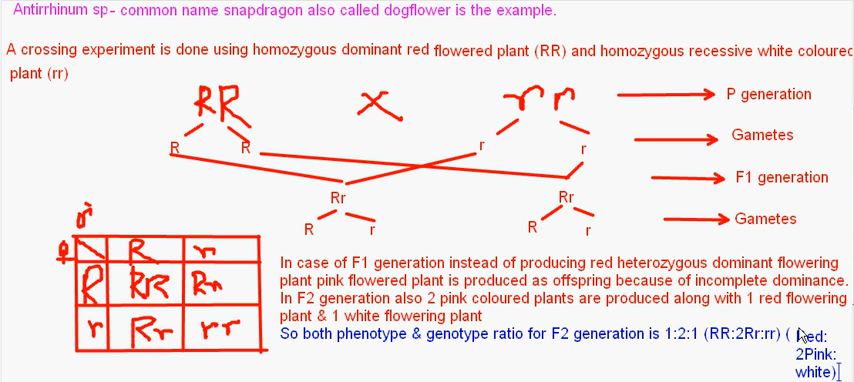 Antirrhinum sp- common name snapdragon also called dogflower is the example.
A crossing experiment is done using homozygous dominant red flowered plant (RR) and homozygous recessive white coloured
plant (rr)
RR X rr P generation
R R r r Gametes
Rr Rr F1 generation
R r R r Gametes
R r
R RR Rr
r Rr rr
In case of F1 generation instead of producing red heterozygous dominant flowering
plant pink flowered plant is produced as offspring because of incomplete dominance.
In F2 generation also 2 pink coloured plants are produced along with 1 red flowering
plant & 1 white flowering plant
So both phenotype & genotype ratio for F2 generation is 1:2:1 (RR:2Rr:rr) (
2Pink:
white)